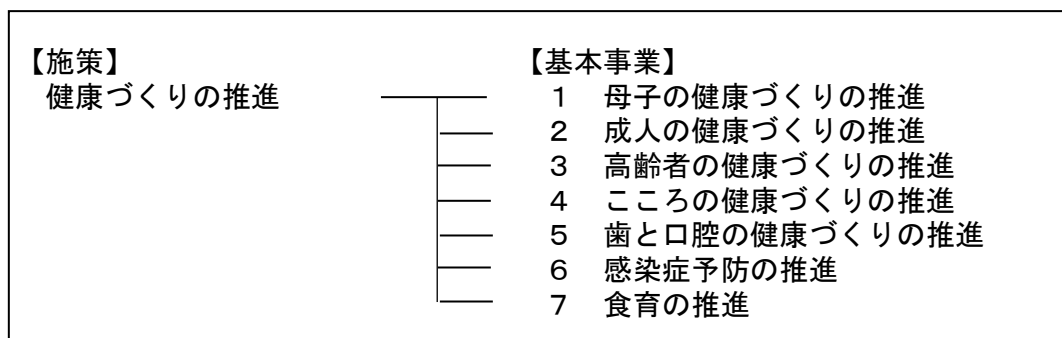 【施策】 【基本事業】
健康づくりの推進 1 母子の健康づくりの推進
2 成人の健康づくりの推進
3 高齢者の健康づくりの推進
4 こころの健康づくりの推進
5 歯と口腔の健康づくりの推進
6 感染症予防の推進
7 食育の推進